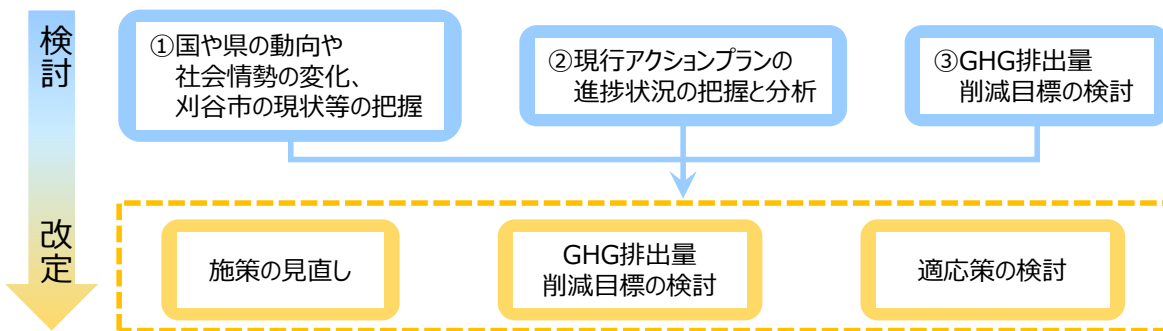 検討
①国や県の動向や
社会情勢の変化、
刈谷市の現状等の把握
②現行アクションプランの
進捗状況の把握と分析
③GHG排出量
削減目標の検討
改定
施策の見直し
GHG排出量
削減目標の検討
適応策の検討